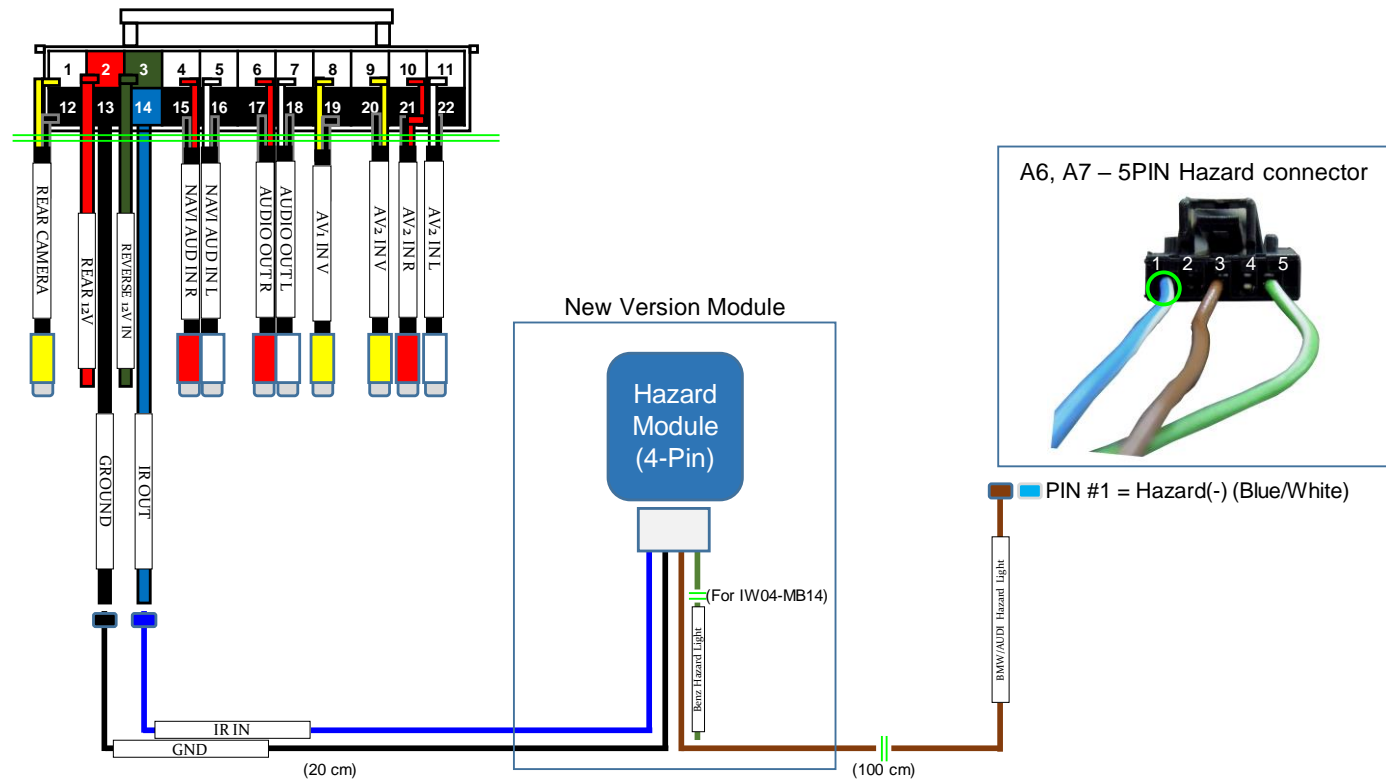 1 2 3 4 5 6 7 8 9 10 11
12 13 14 15 16 17 18 19 20 21 22
REAR CAMERA
REAR 12V
REVERSE 12V IN
NAVI AUD IN R
NAVI AUD IN L
AUDIO OUT R
AUDIO OUT L
AV1 IN V
AV2 IN V
AV2 IN R
AV2 IN L
GROUND
IR OUT
IR IN
GND
(20 cm)
New Version Module
Hazard
Module
(4-Pin)
(For IW04-MB14)
Benz Hazard Light
(100 cm)
A6, A7 – 5PIN Hazard connector
1 2 3 4 5
PIN #1 = Hazard(-) (Blue/White)
BMW/AUDI Hazard Light